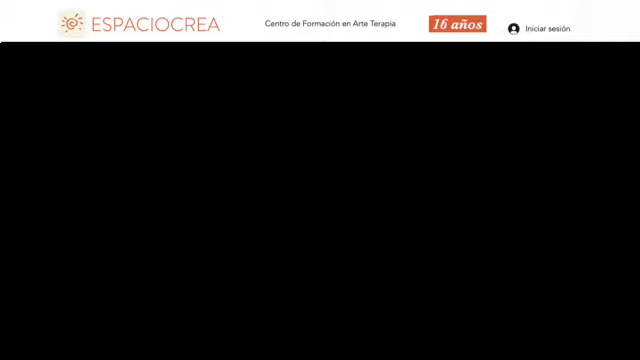 ESPACIOCREA
Centro de Formación en Arte Terapia
16 años
Iniciar sesión